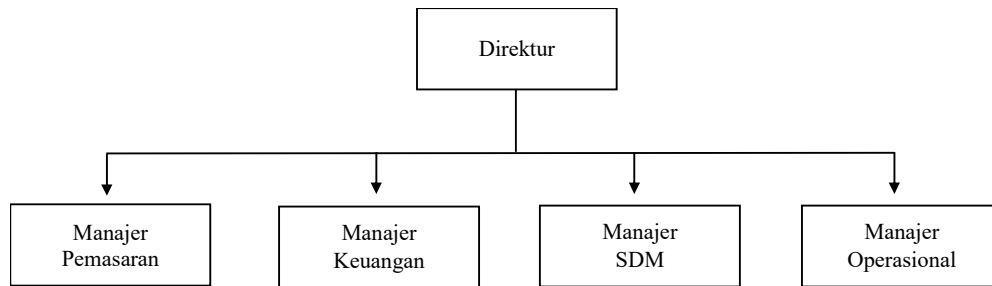 Direktur
Manajer
Pemasaran
Manajer
Keuangan
Manajer
SDM
Manajer
Operasional